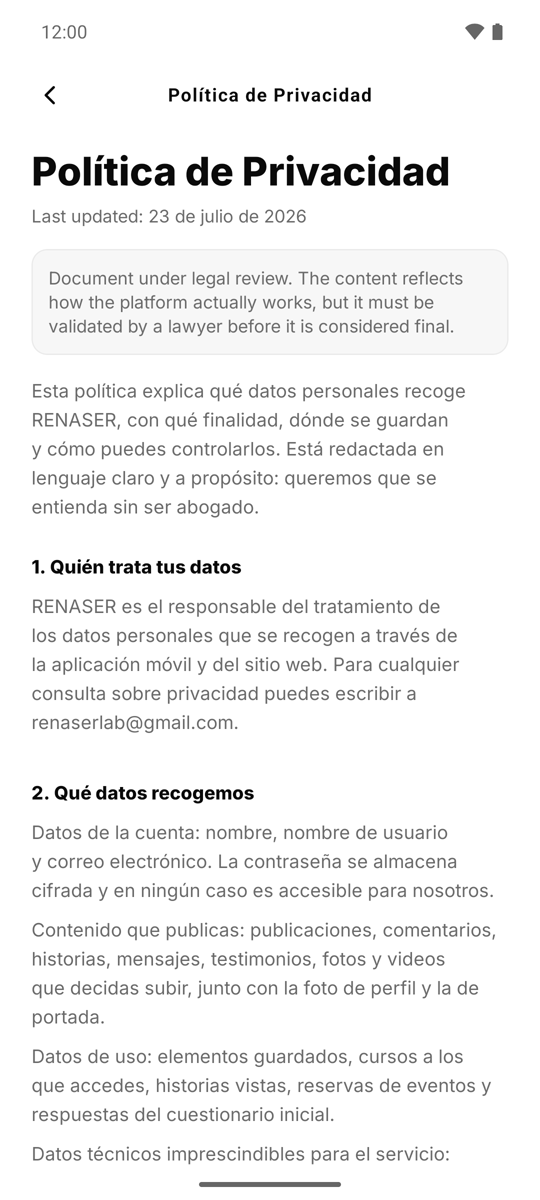 12:00
Política de Privacidad
Política de Privacidad
Last updated: 23 de julio de 2026
Document under legal review. The content reflects
how the platform actually works, but it must be
validated by a lawyer before it is considered final.
Esta política explica qué datos personales recoge
RENASER, con qué finalidad, dónde se guardan
y cómo puedes controlarlos. Está redactada en
lenguaje claro y a propósito: queremos que se
entienda sin ser abogado.
1. Quién trata tus datos
RENASER es el responsable del tratamiento de
los datos personales que se recogen a través de
la aplicación móvil y del sitio web. Para cualquier
consulta sobre privacidad puedes escribir a
renaserlab@gmail.com.
2. Qué datos recogemos
Datos de la cuenta: nombre, nombre de usuario
y correo electrónico. La contraseña se almacena
cifrada y en ningún caso es accesible para nosotros.
Contenido que publicas: publicaciones, comentarios,
historias, mensajes, testimonios, fotos y videos
que decidas subir, junto con la foto de perfil y la de
portada.
Datos de uso: elementos guardados, cursos a los
que accedes, historias vistas, reservas de eventos y
respuestas del cuestionario inicial.
Datos técnicos imprescindibles para el servicio: